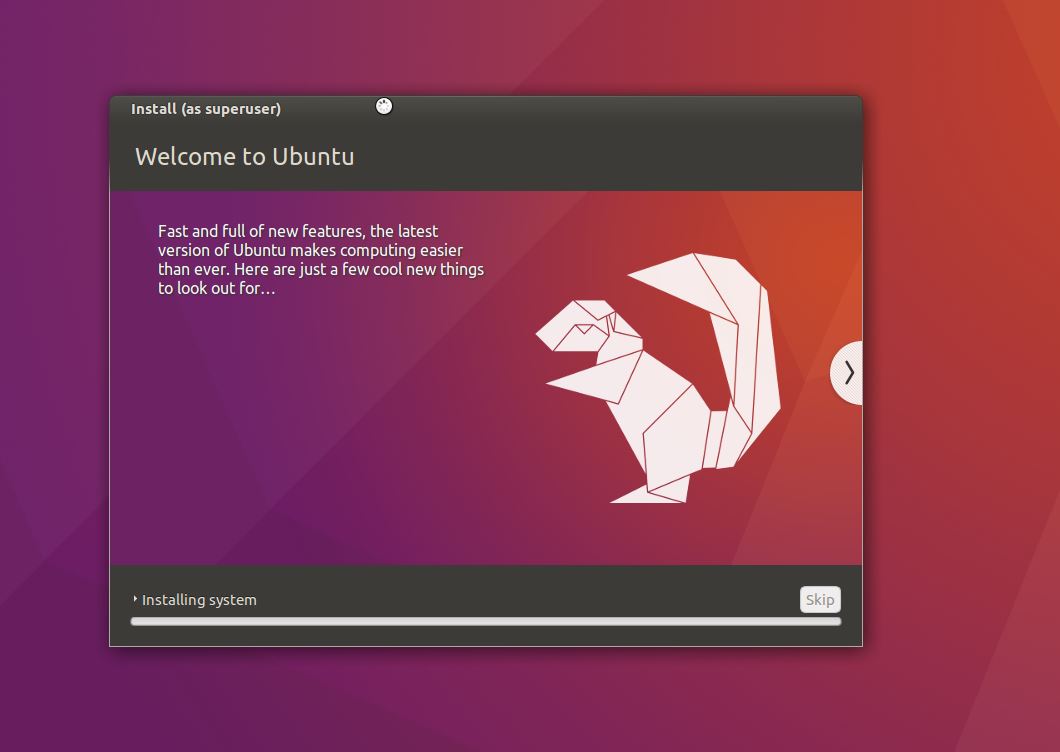 Install (as superuser)
Welcome to Ubuntu
Fast and full of new features, the latest
version of Ubuntu makes computing easier
than ever. Here are just a few cool new things
to look out for…
Installing system
Skip